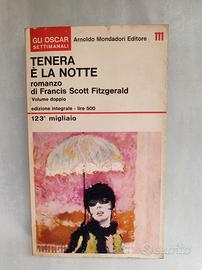 GLI OSCAR
SETTIMANALI
Arnoldo Mondadori Editore
111
TENERA
È LA NOTTE
romanzo
di Francis Scott Fitzgerald
Volume doppio
edizione integrale - lire 500
123° migliaio
subito